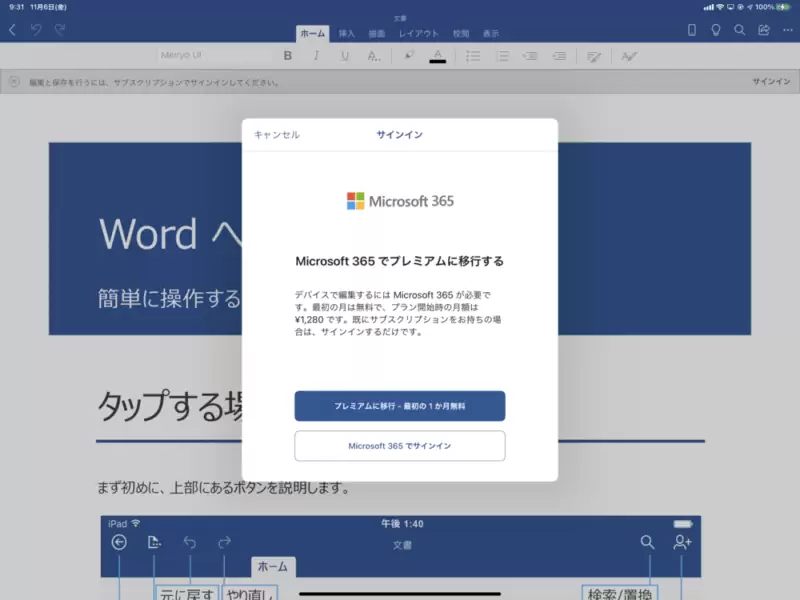 9:31 11月6日(金)
100%
文書
ホーム 挿入 描画 レイアウト 校閲 表示
Meiryo UI B I U A A
編集と保存を行うには、サブスクリプションでサインインしてください。 サインイン
キャンセル サインイン
Microsoft 365
Microsoft 365 でプレミアムに移行する
デバイスで編集するには Microsoft 365 が必要で
す。最初の月は無料で、プラン開始時の月額は
¥1,280 です。既にサブスクリプションをお持ちの場
合は、サインインするだけです。
プレミアムに移行 - 最初の 1 か月無料
Microsoft 365 でサインイン
Word へ
簡単に操作する
タップする場
まず初めに、上部にあるボタンを説明します。
iPad 午後 1:40
文書
ホーム
元に戻す やり直し 検索/置換